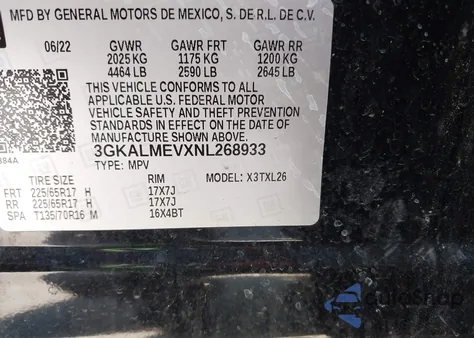 MFD BY GENERAL MOTORS DE MEXICO, S. DE R.L. DE C.V.
06/22 GVWR GAWR FRT GAWR RR
2025 KG 1175 KG 1200 KG
4464 LB 2590 LB 2645 LB
THIS VEHICLE CONFORMS TO ALL
APPLICABLE U.S. FEDERAL MOTOR
VEHICLE SAFETY AND THEFT PREVENTION
STANDARDS IN EFFECT ON THE DATE OF
MANUFACTURE SHOWN ABOVE.
3GKALMEVXNL268933
TYPE: MPV
884A
MODEL: X3TXL26
TIRE SIZE RIM
FRT 225/65R17 H 17X7J
RR 225/65R17 H 17X7J
SPA T135/70R16 M 16X4BT
AutoSnap